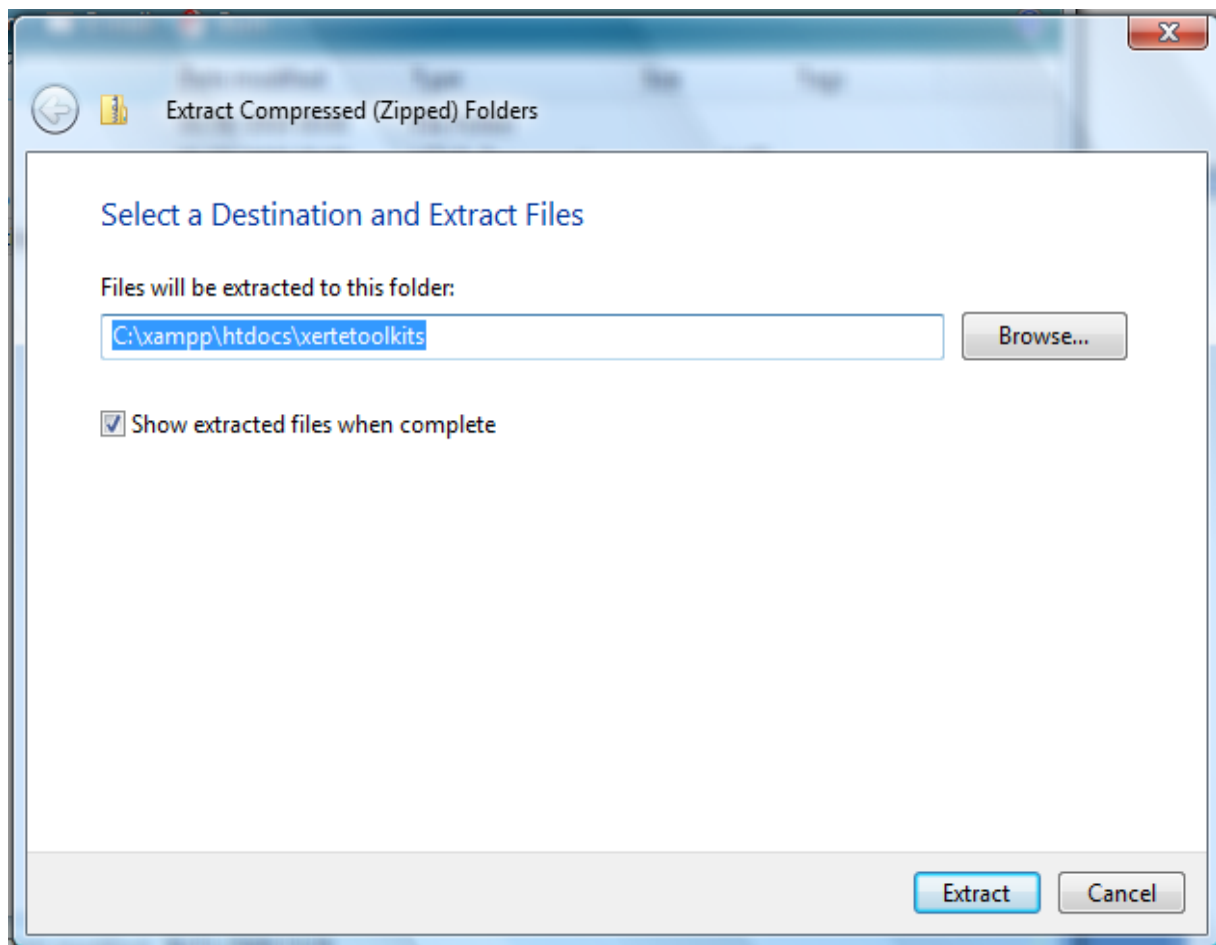 Extract Compressed (Zipped) Folders
Select a Destination and Extract Files
Files will be extracted to this folder:
C:\xampp\htdocs\xertetoolkits
Browse...
Show extracted files when complete
Extract
Cancel